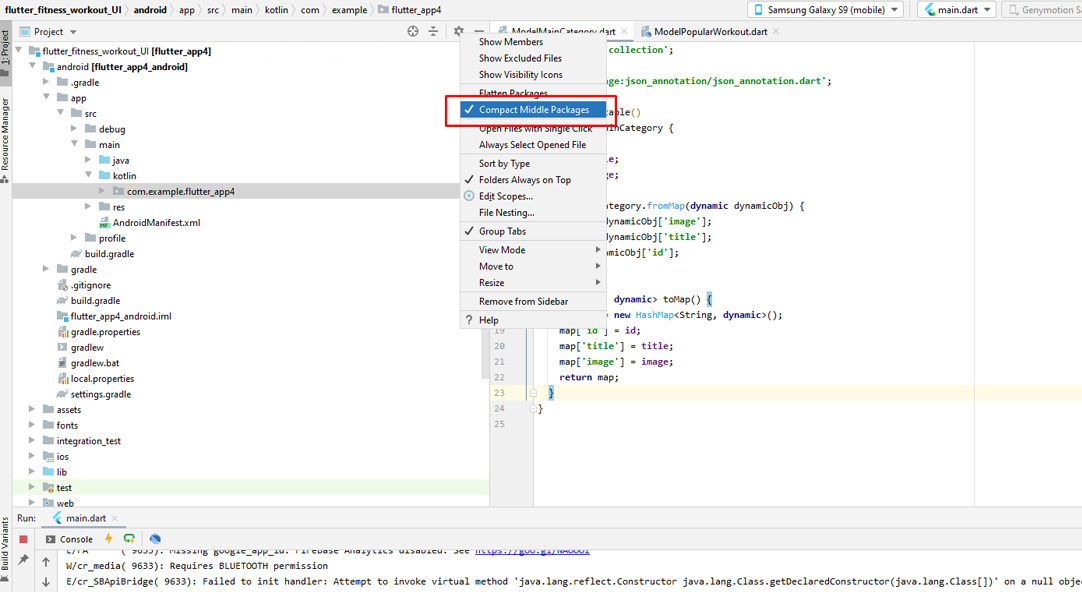 flutter_fitness_workout_UI android app src main kotlin com example flutter_app4
Samsung Galaxy S9 (mobile) main.dart Genymotion S
Project
ModelMainCategory.dart ModelPopularWorkout.dart
1: Project
Resource Manager
Build Variants
flutter_fitness_workout_UI [flutter_app4]
android [flutter_app4_android]
.gradle
app
src
debug
main
java
kotlin
com.example.flutter_app4
res
AndroidManifest.xml
profile
build.gradle
gradle
.gitignore
build.gradle
flutter_app4_android.iml
gradle.properties
gradlew
gradlew.bat
local.properties
settings.gradle
assets
fonts
integration_test
ios
lib
test
web
Show Members
Show Excluded Files
Show Visibility Icons
Flatten Packages
Compact Middle Packages
Open Files with Single Click
Always Select Opened File
Sort by Type
Folders Always on Top
Edit Scopes...
File Nesting...
Group Tabs
View Mode
Move to
Resize
Remove from Sidebar
? Help
collection';
ge:json_annotation/json_annotation.dart';
table()
inCategory {
e;
ge;
tegory.fromMap(dynamic dynamicObj) {
dynamicObj['image'];
dynamicObj['title'];
micObj['id'];
dynamic> toMap() {
= new HashMap<String, dynamic>();
19 map['id'] = id;
20 map['title'] = title;
21 map['image'] = image;
22 return map;
23 }
24 }
25
Run: main.dart
Console
E/FA ( 9633): Missing google_app_id. Firebase Analytics disabled. See https://goo.gl/NAOOOI
W/cr_media( 9633): Requires BLUETOOTH permission
E/cr_SBApiBridge( 9633): Failed to init handler: Attempt to invoke virtual method 'java.lang.reflect.Constructor java.lang.Class.getDeclaredConstructor(java.lang.Class[])' on a null obje